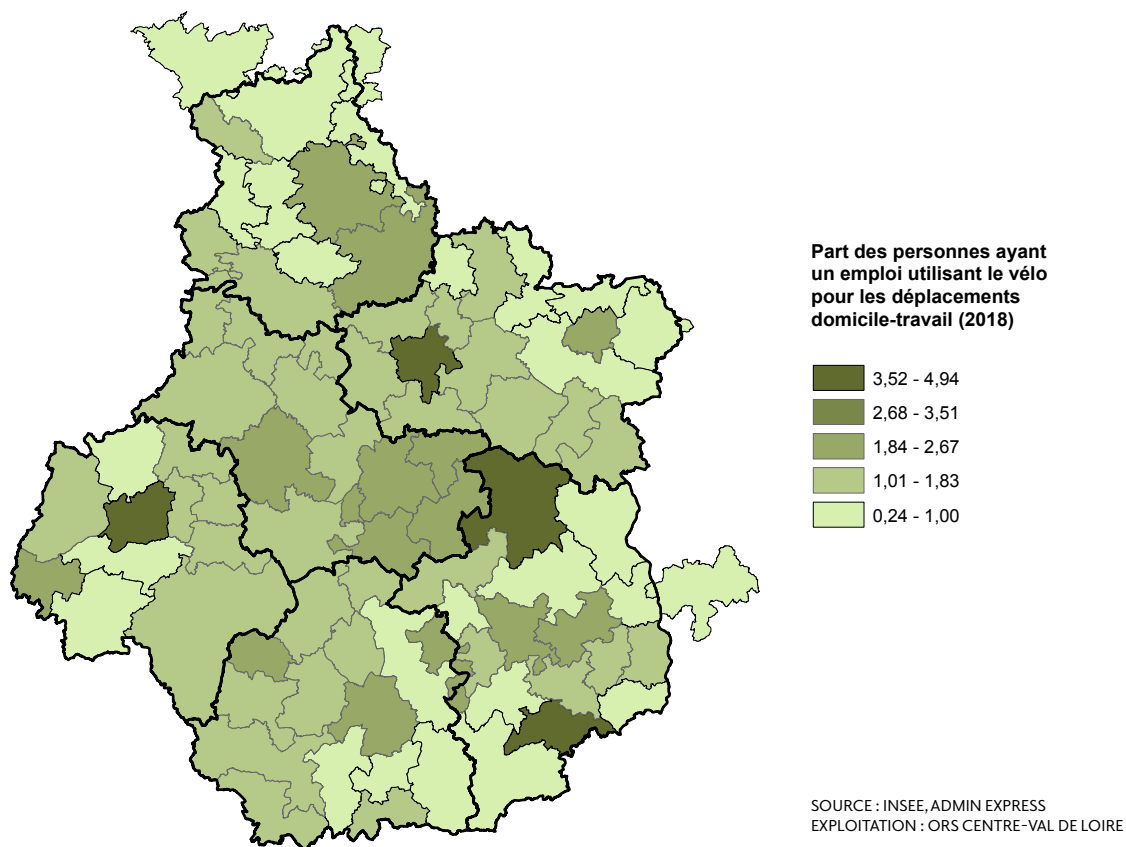 Part des personnes ayant
un emploi utilisant le vélo
pour les déplacements
domicile-travail (2018)
3,52 - 4,94
2,68 - 3,51
1,84 - 2,67
1,01 - 1,83
0,24 - 1,00
SOURCE : INSEE, ADMIN EXPRESS
EXPLOITATION : ORS CENTRE-VAL DE LOIRE